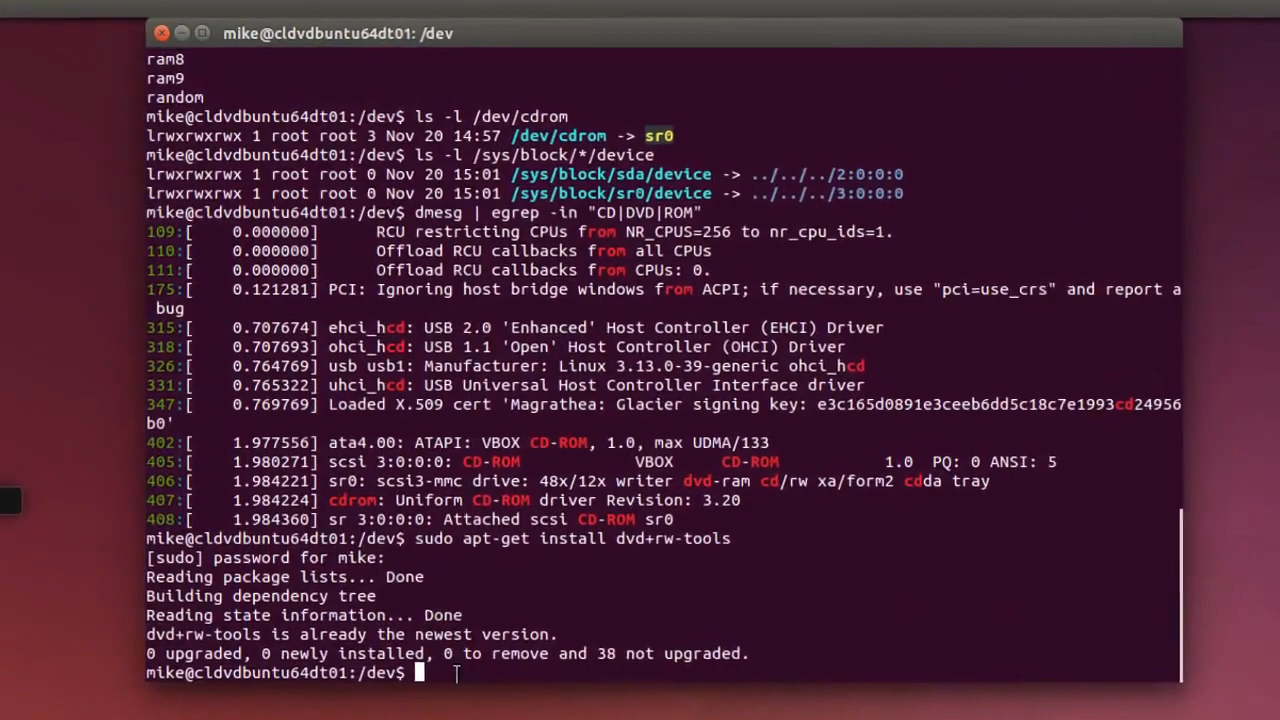 mike@cldvdbuntu64dt01: /dev
ram8
ram9
random
mike@cldvdbuntu64dt01:/dev$ ls -l /dev/cdrom
lrwxrwxrwx 1 root root 3 Nov 20 14:57 /dev/cdrom -> sr0
mike@cldvdbuntu64dt01:/dev$ ls -l /sys/block/*/device
lrwxrwxrwx 1 root root 0 Nov 20 15:01 /sys/block/sda/device -> ../../../2:0:0:0
lrwxrwxrwx 1 root root 0 Nov 20 15:01 /sys/block/sr0/device -> ../../../3:0:0:0
mike@cldvdbuntu64dt01:/dev$ dmesg | egrep -in "CD|DVD|ROM"
109:[    0.000000]      RCU restricting CPUs from NR_CPUS=256 to nr_cpu_ids=1.
110:[    0.000000]      Offload RCU callbacks from all CPUs
111:[    0.000000]      Offload RCU callbacks from CPUs: 0.
175:[    0.121281] PCI: Ignoring host bridge windows from ACPI; if necessary, use "pci=use_crs" and report a
 bug
315:[    0.707674] ehci_hcd: USB 2.0 'Enhanced' Host Controller (EHCI) Driver
318:[    0.707693] ohci_hcd: USB 1.1 'Open' Host Controller (OHCI) Driver
326:[    0.764769] usb usb1: Manufacturer: Linux 3.13.0-39-generic ohci_hcd
331:[    0.765322] uhci_hcd: USB Universal Host Controller Interface driver
347:[    0.769769] Loaded X.509 cert 'Magrathea: Glacier signing key: e3c165d0891e3ceeb6dd5c18c7e1993cd24956
b0'
402:[    1.977556] ata4.00: ATAPI: VBOX CD-ROM, 1.0, max UDMA/133
405:[    1.980271] scsi 3:0:0:0: CD-ROM            VBOX     CD-ROM           1.0  PQ: 0 ANSI: 5
406:[    1.984221] sr0: scsi3-mmc drive: 48x/12x writer dvd-ram cd/rw xa/form2 cdda tray
407:[    1.984224] cdrom: Uniform CD-ROM driver Revision: 3.20
408:[    1.984360] sr 3:0:0:0: Attached scsi CD-ROM sr0
mike@cldvdbuntu64dt01:/dev$ sudo apt-get install dvd+rw-tools
[sudo] password for mike:
Reading package lists... Done
Building dependency tree
Reading state information... Done
dvd+rw-tools is already the newest version.
0 upgraded, 0 newly installed, 0 to remove and 38 not upgraded.
mike@cldvdbuntu64dt01:/dev$